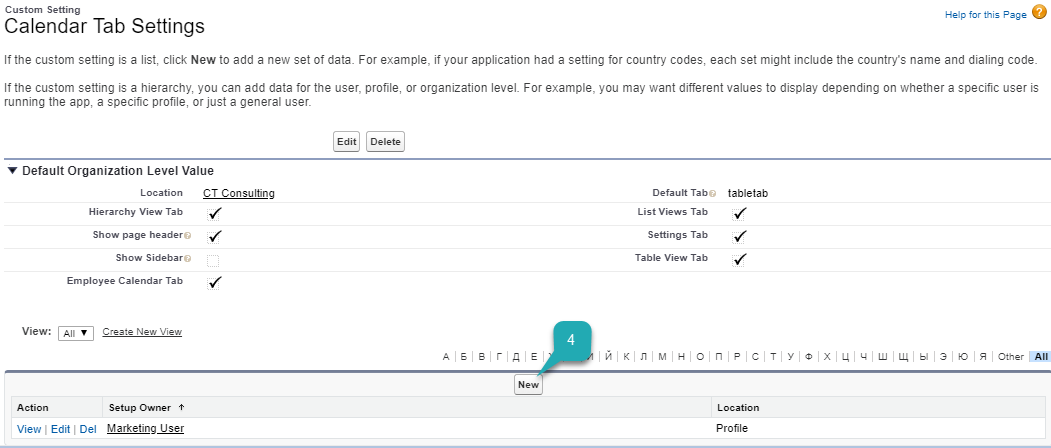 Custom Setting
Calendar Tab Settings
Help for this Page ?
If the custom setting is a list, click New to add a new set of data. For example, if your application had a setting for country codes, each set might include the country's name and dialing code.
If the custom setting is a hierarchy, you can add data for the user, profile, or organization level. For example, you may want different values to display depending on whether a specific user is
running the app, a specific profile, or just a general user.
Edit Delete
Default Organization Level Value
Location CT Consulting Default Tab tabletab
Hierarchy View Tab List Views Tab
Show page header Settings Tab
Show Sidebar Table View Tab
Employee Calendar Tab
View: All Create New View
4
А | Б | В | Г | Д | Е | И | Й | К | Л | М | Н | О | П | Р | С | Т | У | Ф | Х | Ц | Ч | Ш | Щ | Ы | Э | Ю | Я | Other | All
New
Action Setup Owner ↑ Location
View | Edit | Del Marketing User Profile